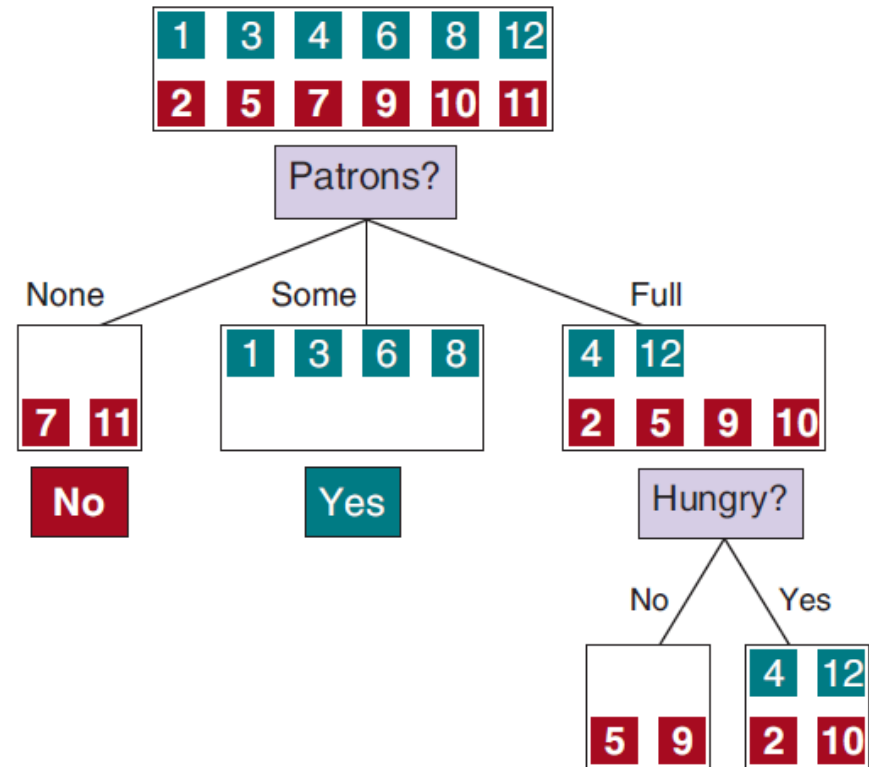 1 3 4 6 8 12
2 5 7 9 10 11
Patrons?
None Some Full
1 3 6 8 4 12
7 11 2 5 9 10
No Yes Hungry?
No Yes
4 12
5 9 2 10